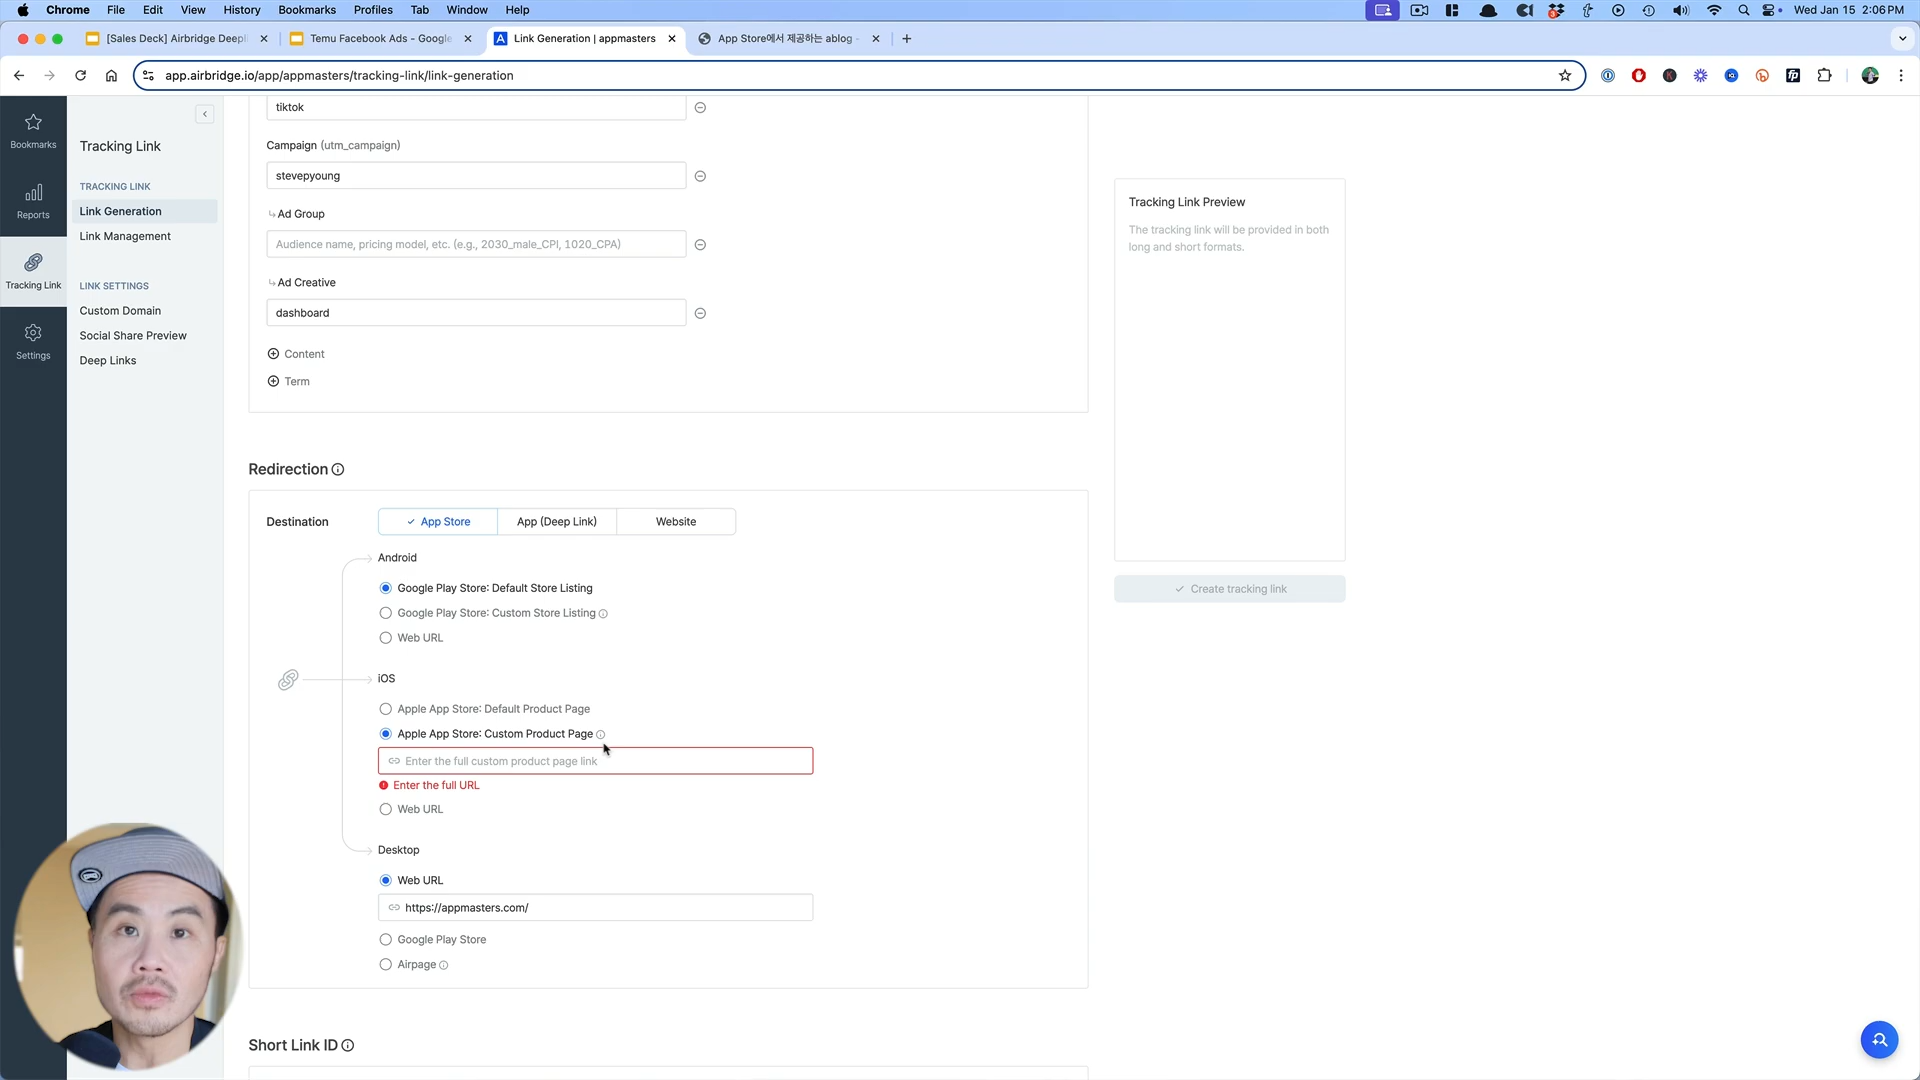 Chrome File Edit View History Bookmarks Profiles Tab Window Help
3
Wed Jan 15 2:06 PM
[Sales Deck] Airbridge Deepli
Temu Facebook Ads - Google
Link Generation | appmasters
App Store에서 제공하는 ablog -
app.airbridge.io/app/appmasters/tracking-link/link-generation
Bookmarks
Reports
Tracking Link
Settings
Tracking Link
TRACKING LINK
Link Generation
Link Management
LINK SETTINGS
Custom Domain
Social Share Preview
Deep Links
tiktok
Campaign (utm_campaign)
stevepyoung
Ad Group
Audience name, pricing model, etc. (e.g., 2030_male_CPI, 1020_CPA)
Ad Creative
dashboard
Content
Term
Redirection
Destination
App Store
App (Deep Link)
Website
Android
Google Play Store: Default Store Listing
Google Play Store: Custom Store Listing
Web URL
iOS
Apple App Store: Default Product Page
Apple App Store: Custom Product Page
Enter the full custom product page link
Enter the full URL
Web URL
Desktop
Web URL
https://appmasters.com/
Google Play Store
Airpage
Short Link ID
Tracking Link Preview
The tracking link will be provided in both
long and short formats.
Create tracking link